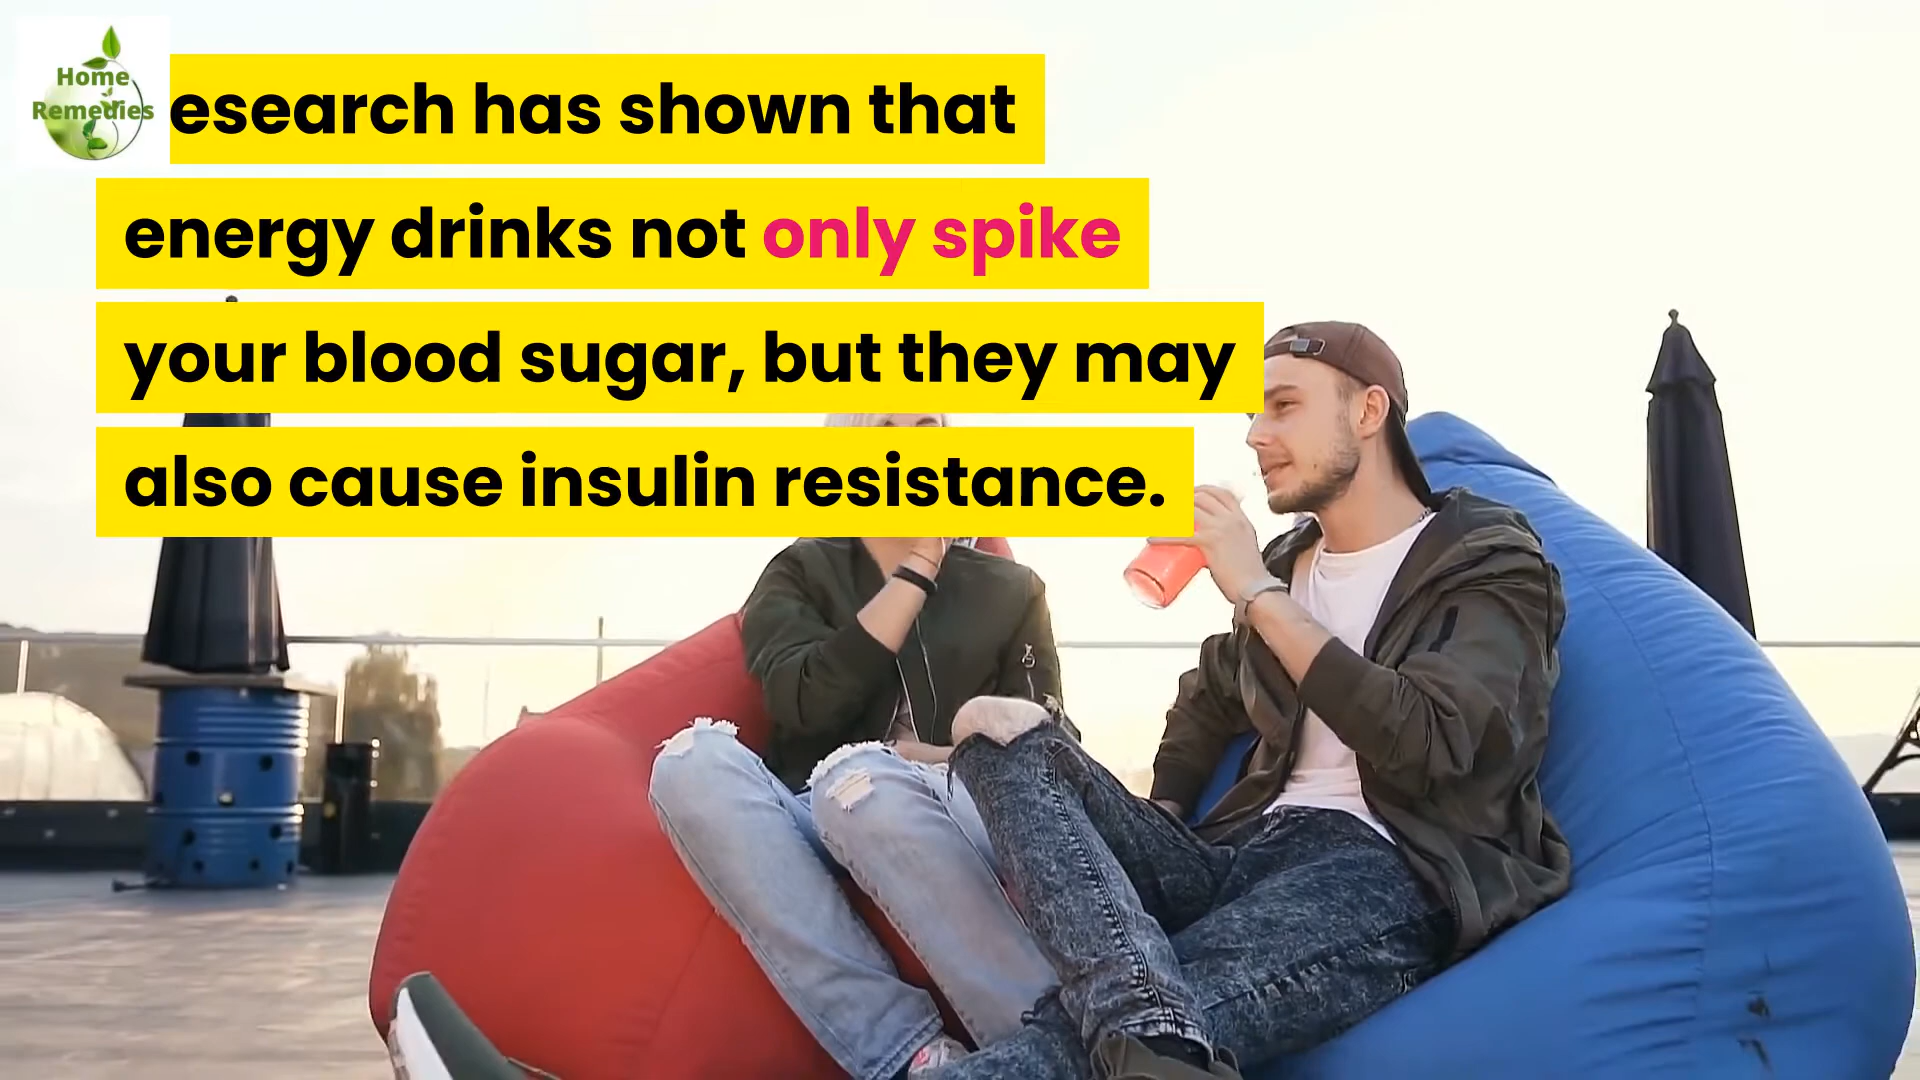 Home
Remedies
esearch has shown that
energy drinks not only spike
your blood sugar, but they may
also cause insulin resistance.